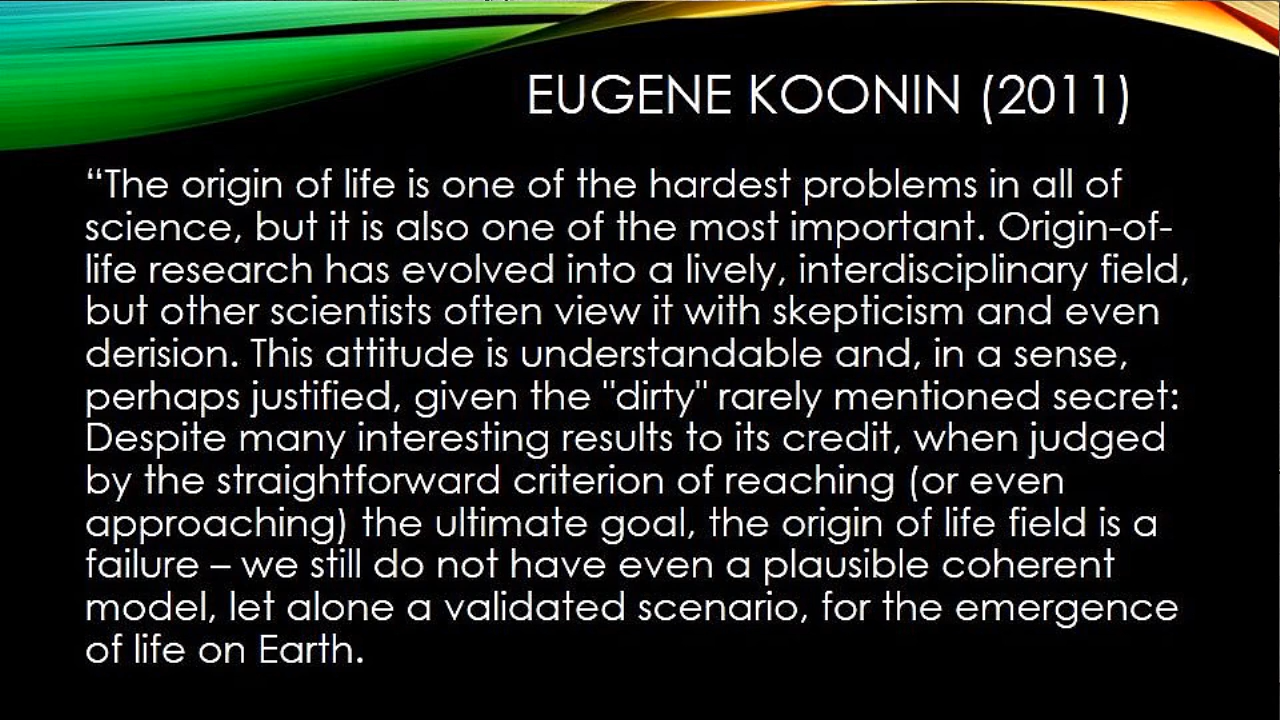 EUGENE KOONIN (2011)
“The origin of life is one of the hardest problems in all of
science, but it is also one of the most important. Origin-of-
life research has evolved into a lively, interdisciplinary field,
but other scientists often view it with skepticism and even
derision. This attitude is understandable and, in a sense,
perhaps justified, given the "dirty" rarely mentioned secret:
Despite many interesting results to its credit, when judged
by the straightforward criterion of reaching (or even
approaching) the ultimate goal, the origin of life field is a
failure – we still do not have even a plausible coherent
model, let alone a validated scenario, for the emergence
of life on Earth.